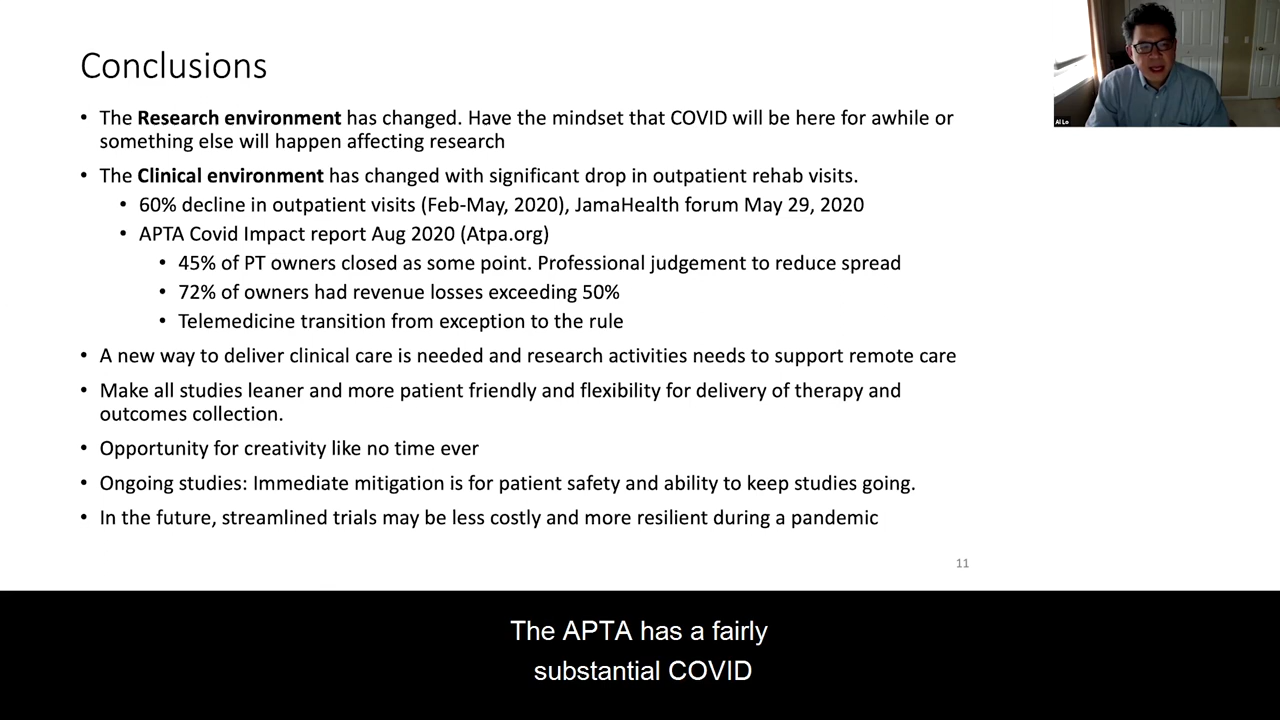 Conclusions
• The Research environment has changed. Have the mindset that COVID will be here for awhile or
something else will happen affecting research
• The Clinical environment has changed with significant drop in outpatient rehab visits.
• 60% decline in outpatient visits (Feb-May, 2020), JamaHealth forum May 29, 2020
• APTA Covid Impact report Aug 2020 (Atpa.org)
• 45% of PT owners closed as some point. Professional judgement to reduce spread
• 72% of owners had revenue losses exceeding 50%
• Telemedicine transition from exception to the rule
• A new way to deliver clinical care is needed and research activities needs to support remote care
• Make all studies leaner and more patient friendly and flexibility for delivery of therapy and
outcomes collection.
• Opportunity for creativity like no time ever
• Ongoing studies: Immediate mitigation is for patient safety and ability to keep studies going.
• In the future, streamlined trials may be less costly and more resilient during a pandemic
11
Al Lo
The APTA has a fairly
substantial COVID